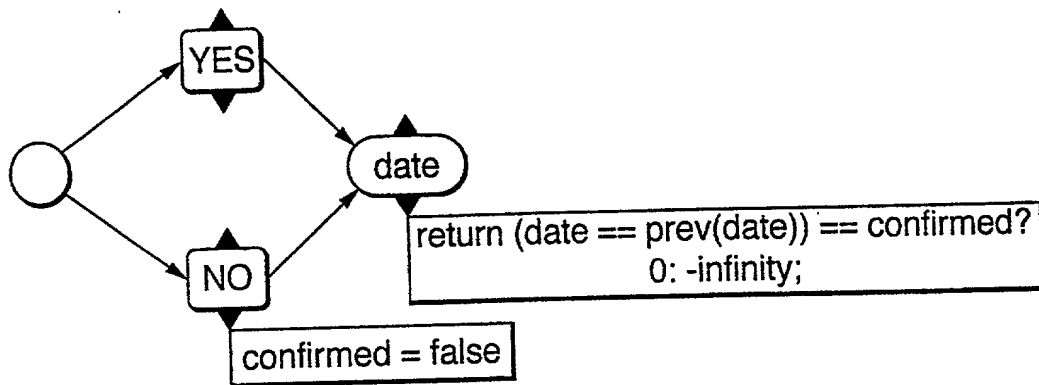 YES
date
return (date == prev(date)) == confirmed?
0: -infinity;
NO
confirmed = false